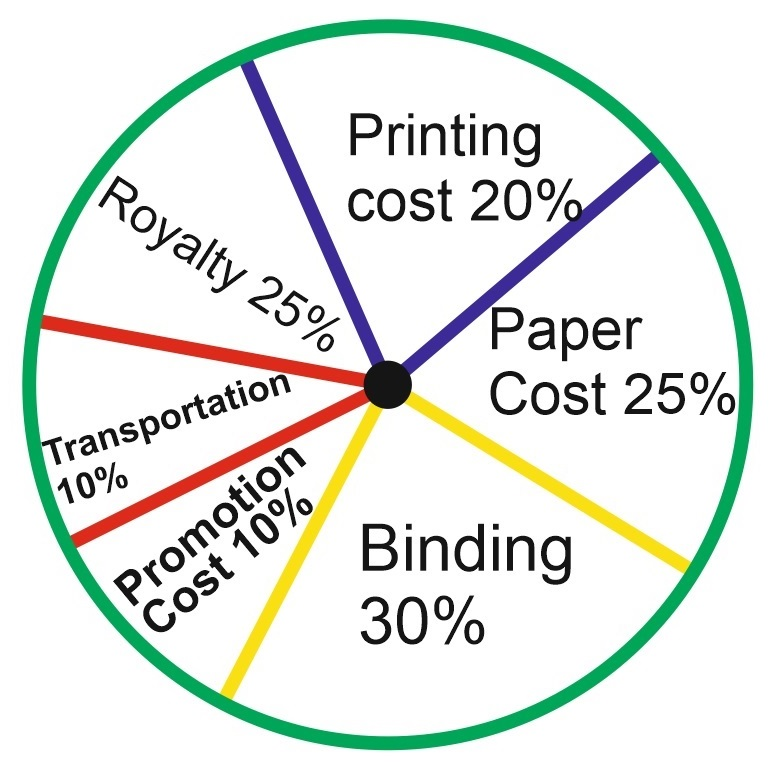 Printing
cost 20%
Paper
Cost 25%
Binding
30%
Promotion
Cost 10%
Transportation
10%
Royalty 25%